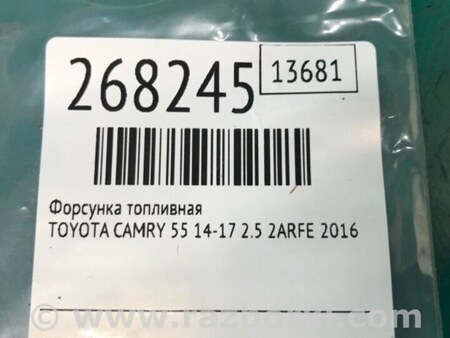 268245
13681
Форсунка топливная
TOYOTA CAMRY 55 14-17 2.5 2ARFE 2016